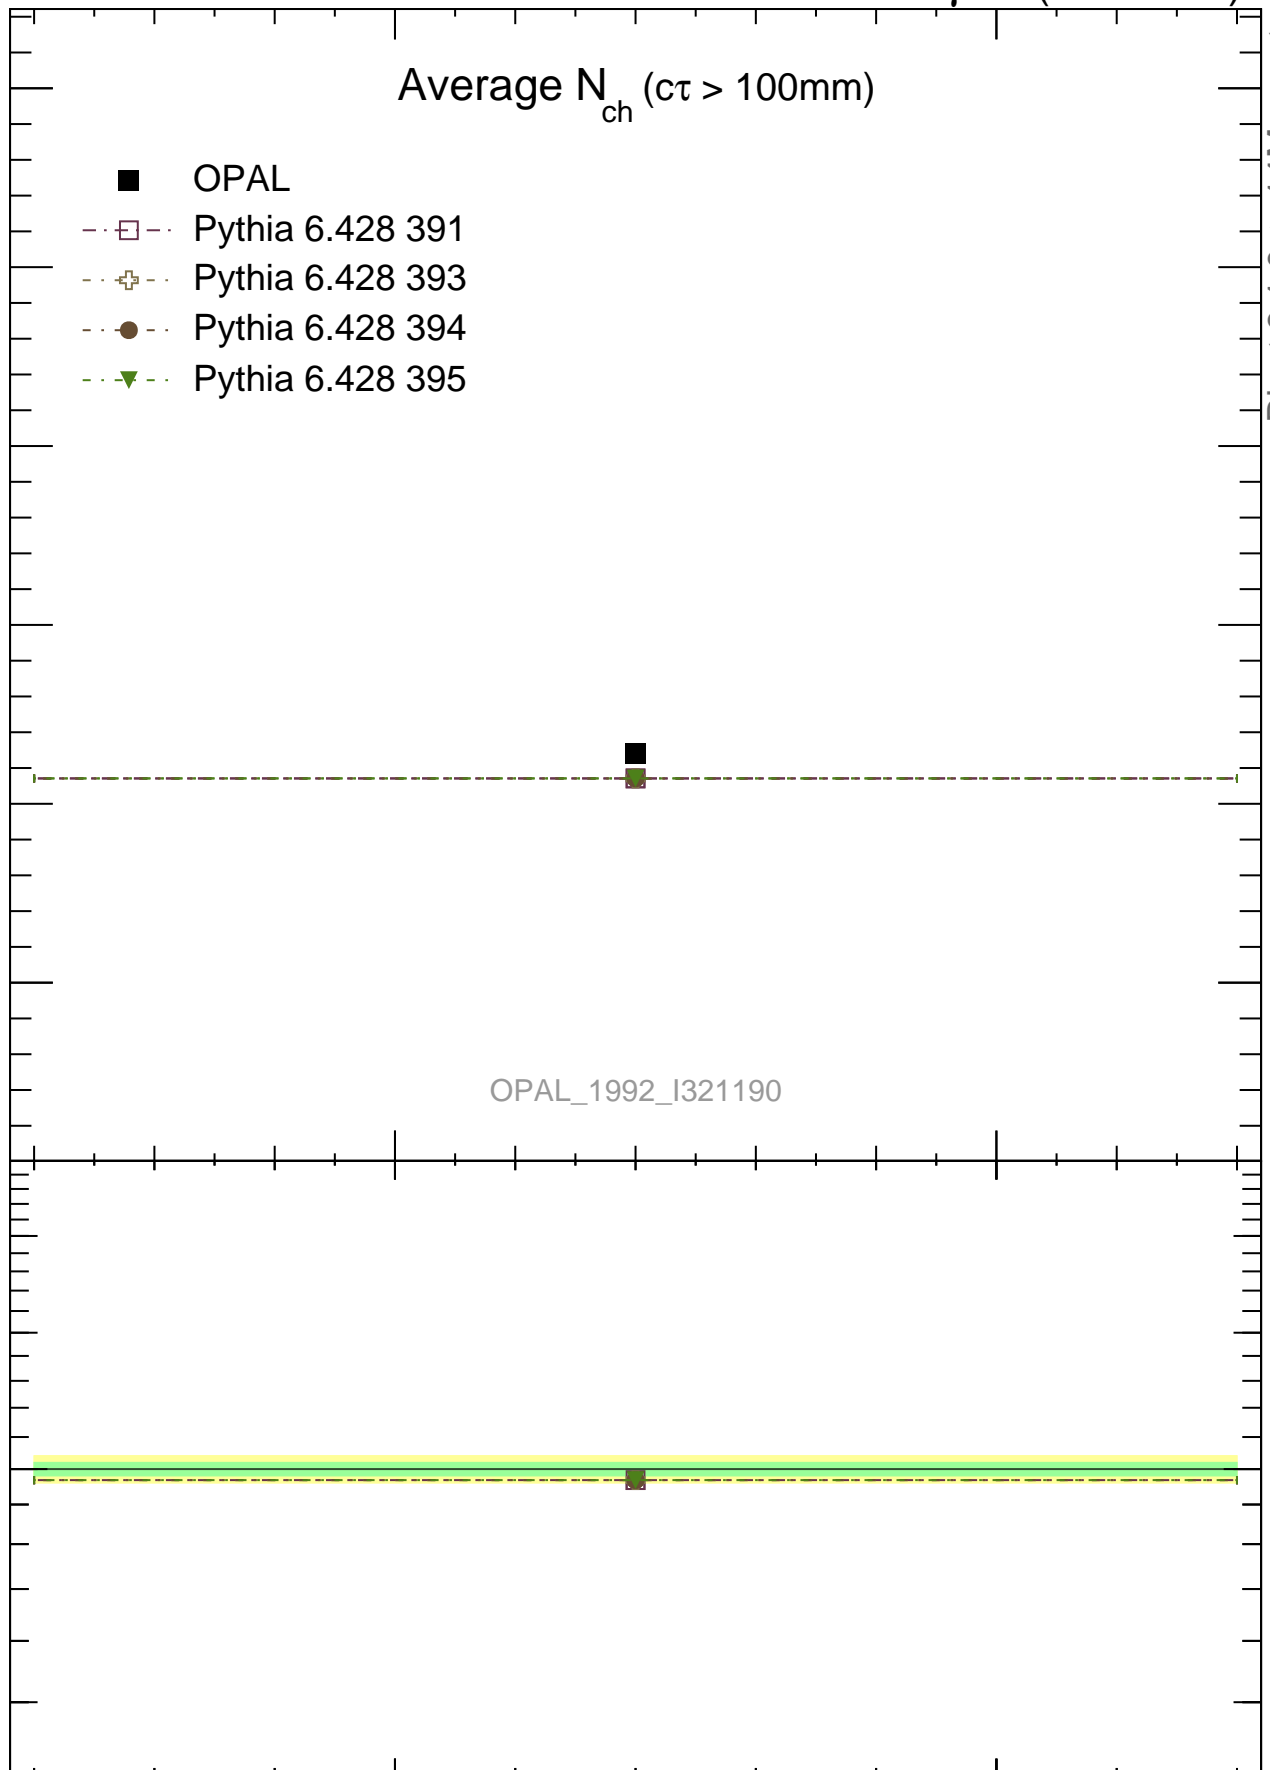 Average Nch (cτ > 100mm)
OPAL
Pythia 6.428 391
Pythia 6.428 393
Pythia 6.428 394
Pythia 6.428 395
OPAL_1992_I321190